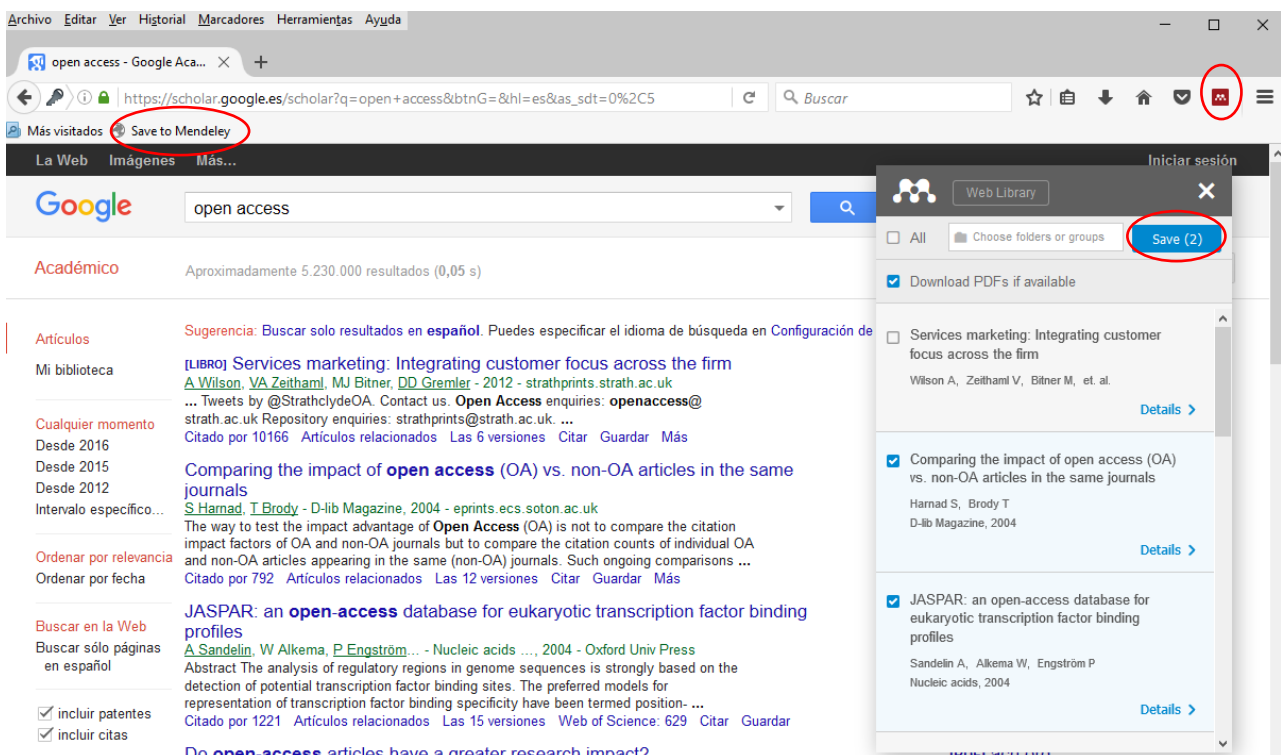 Archivo Editar Ver Historial Marcadores Herramientas Ayuda
open access - Google Aca...
https://scholar.google.es/scholar?q=open+access&btnG=&hl=es&as_sdt=0%2C5
Buscar
Más visitados Save to Mendeley
La Web Imágenes Más...
Iniciar sesión
Google
open access
Académico
Aproximadamente 5.230.000 resultados (0,05 s)
Artículos
Mi biblioteca
Cualquier momento
Desde 2016
Desde 2015
Desde 2012
Intervalo específico...
Ordenar por relevancia
Ordenar por fecha
Buscar en la Web
Buscar sólo páginas
en español
incluir patentes
incluir citas
Sugerencia: Buscar solo resultados en español. Puedes especificar el idioma de búsqueda en Configuración de
[LIBRO] Services marketing: Integrating customer focus across the firm
A Wilson, VA Zeithaml, MJ Bitner, DD Gremler - 2012 - strathprints.strath.ac.uk
... Tweets by @StrathclydeOA. Contact us. Open Access enquiries: openaccess@
strath.ac.uk Repository enquiries: strathprints@strath.ac.uk. ...
Citado por 10166 Artículos relacionados Las 6 versiones Citar Guardar Más
Comparing the impact of open access (OA) vs. non-OA articles in the same
journals
S Harnad, T Brody - D-lib Magazine, 2004 - eprints.ecs.soton.ac.uk
The way to test the impact advantage of Open Access (OA) is not to compare the citation
impact factors of OA and non-OA journals but to compare the citation counts of individual OA
and non-OA articles appearing in the same (non-OA) journals. Such ongoing comparisons ...
Citado por 792 Artículos relacionados Las 12 versiones Citar Guardar Más
JASPAR: an open-access database for eukaryotic transcription factor binding
profiles
A Sandelin, W Alkema, P Engström... - Nucleic acids ..., 2004 - Oxford Univ Press
Abstract The analysis of regulatory regions in genome sequences is strongly based on the
detection of potential transcription factor binding sites. The preferred models for
representation of transcription factor binding specificity have been termed position- ...
Citado por 1221 Artículos relacionados Las 15 versiones Web of Science: 629 Citar Guardar
Do open-access articles have a greater research impact?
Web Library
All
Choose folders or groups
Save (2)
Download PDFs if available
Services marketing: Integrating customer
focus across the firm
Wilson A, Zeithaml V, Bitner M, et. al.
Details
Comparing the impact of open access (OA)
vs. non-OA articles in the same journals
Harnad S, Brody T
D-lib Magazine, 2004
Details
JASPAR: an open-access database for
eukaryotic transcription factor binding
profiles
Sandelin A, Alkema W, Engström P
Nucleic acids, 2004
Details